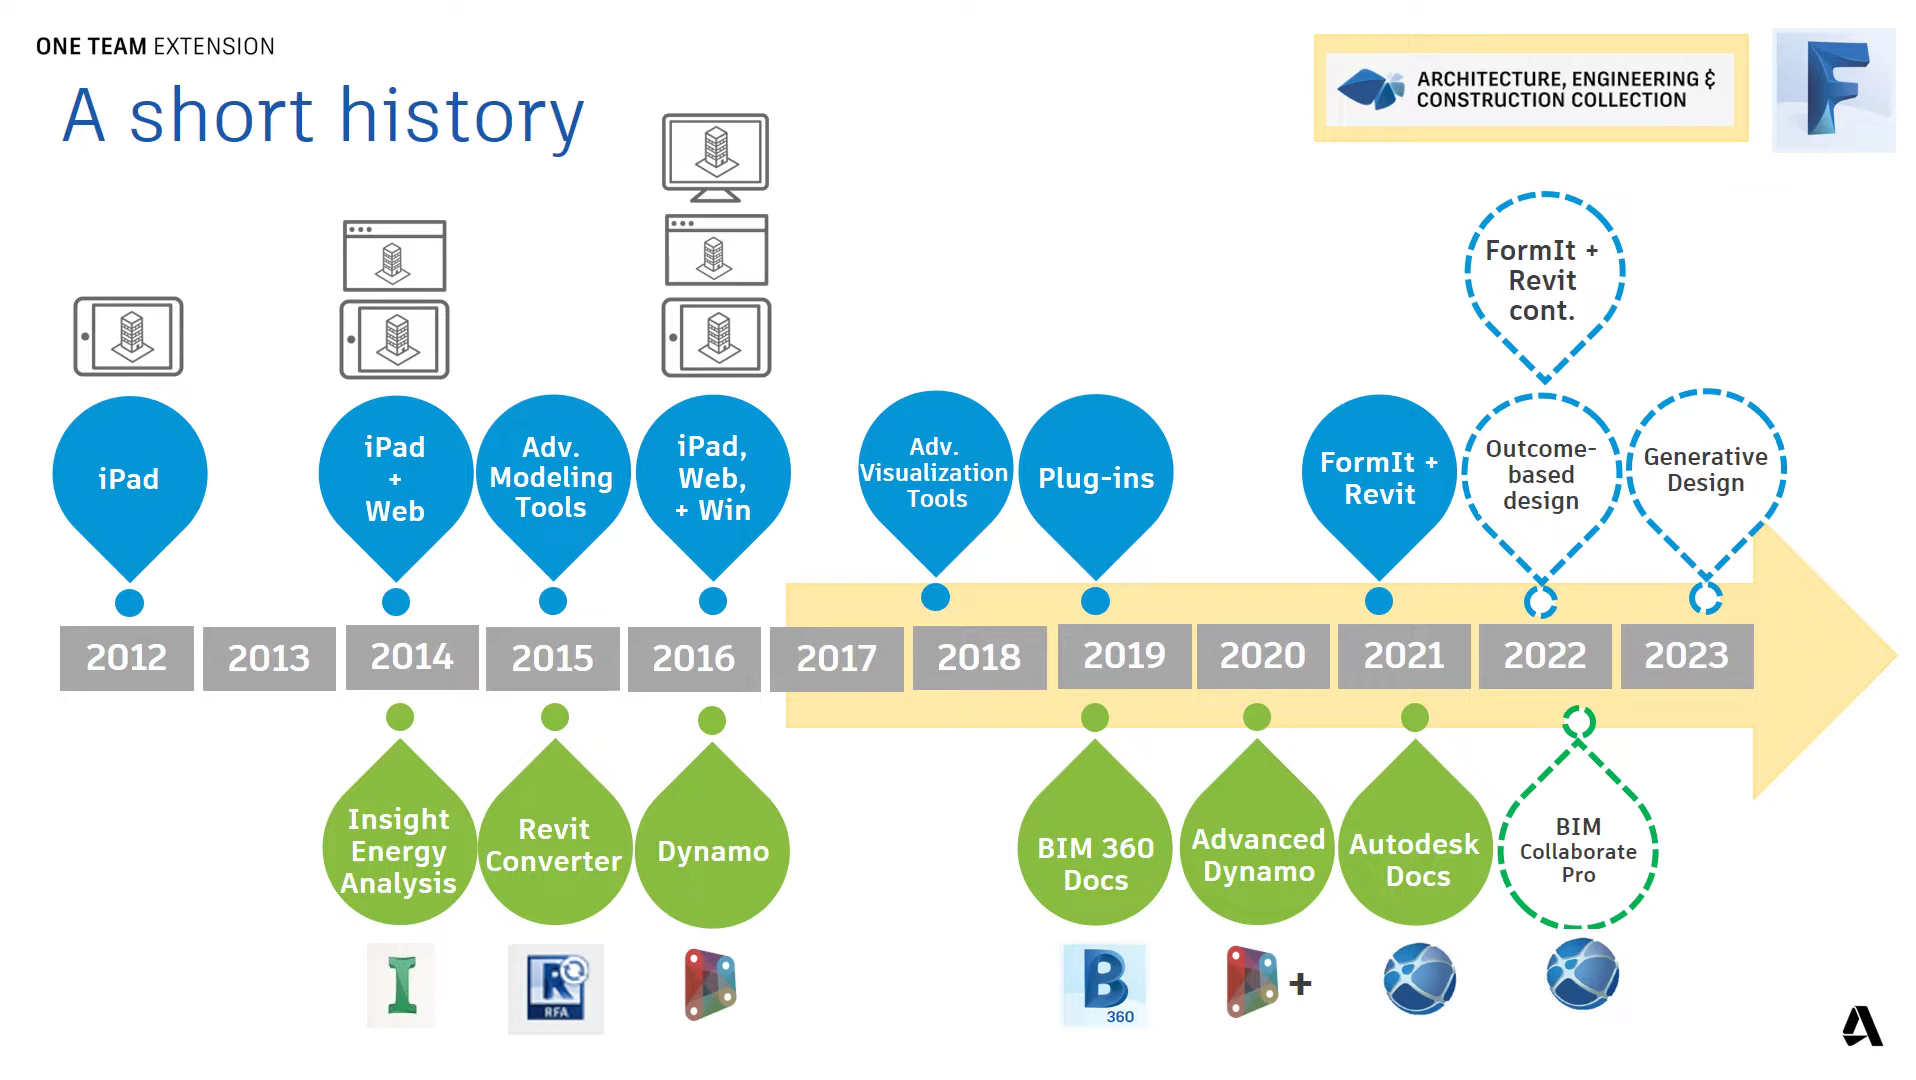 ONE TEAM EXTENSION
A short history
ARCHITECTURE, ENGINEERING &
CONSTRUCTION COLLECTION
FormIt +
Revit
cont.
iPad
iPad
+
Web
Adv.
Modeling
Tools
iPad,
Web,
+ Win
Adv.
Visualization
Tools
Plug-ins
FormIt +
Revit
Outcome-
based
design
Generative
Design
2012
2013
2014
2015
2016
2017
2018
2019
2020
2021
2022
2023
Insight
Energy
Analysis
Revit
Converter
Dynamo
BIM 360
Docs
Advanced
Dynamo
Autodesk
Docs
BIM
Collaborate
Pro
I
R
RFA
B
360
+